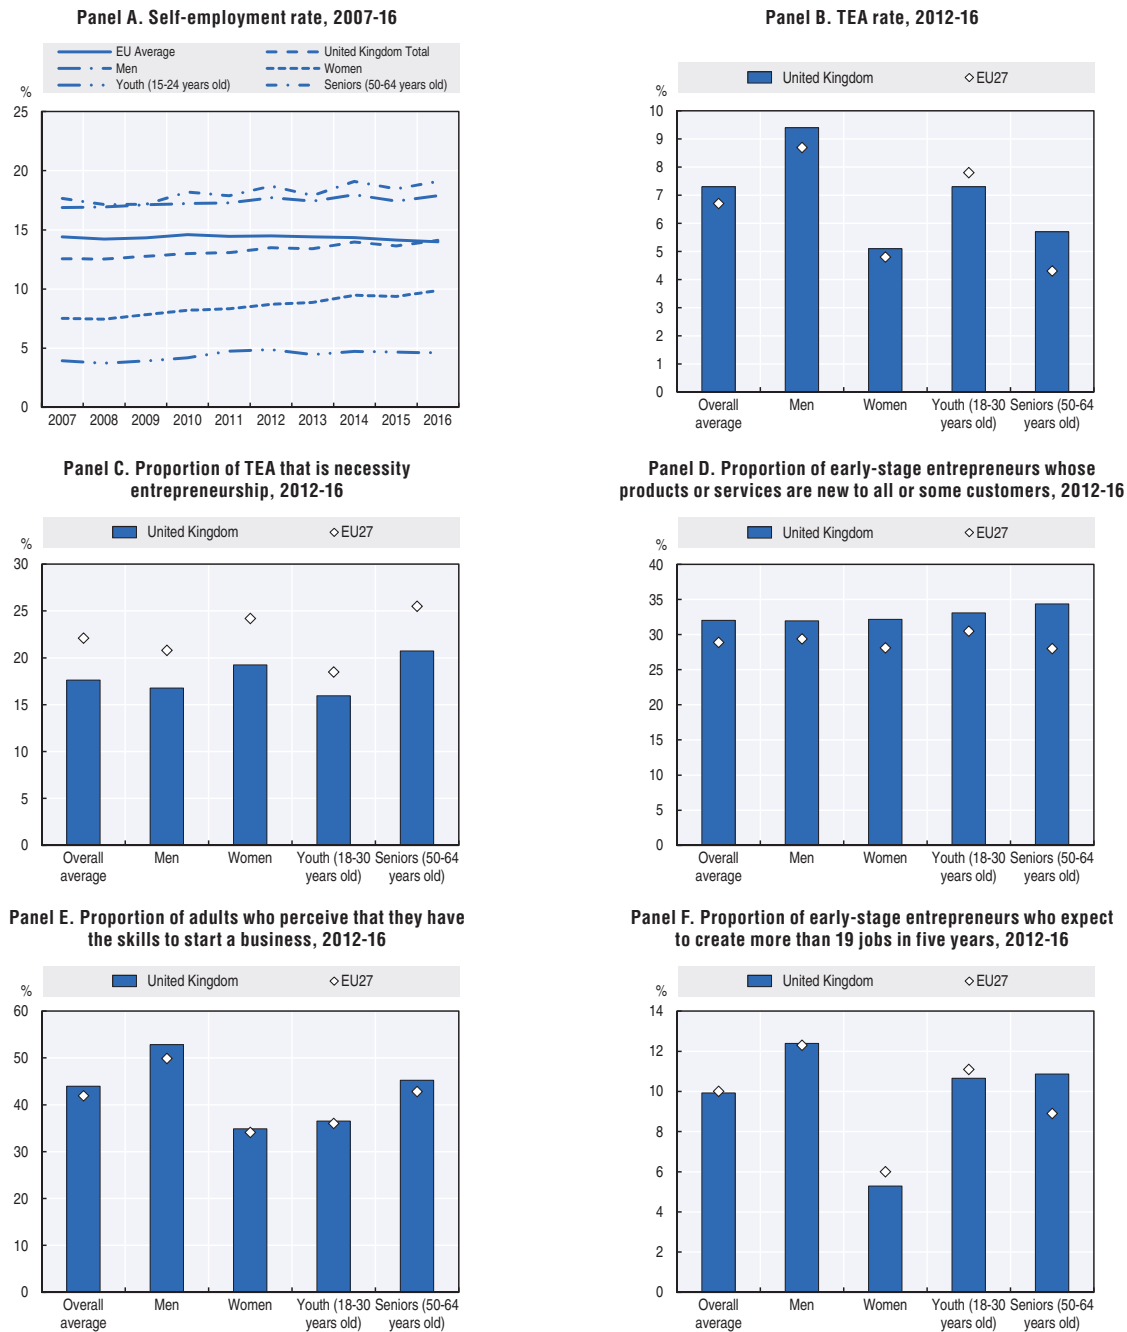 Panel A. Self-employment rate, 2007-16
EU Average
United Kingdom Total
Men
Women
Youth (15-24 years old)
Seniors (50-64 years old)
%
25
20
15
10
5
0
2007 2008 2009 2010 2011 2012 2013 2014 2015 2016
Panel B. TEA rate, 2012-16
United Kingdom
EU27
%
10
9
8
7
6
5
4
3
2
1
0
Overall average
Men
Women
Youth (18-30 years old)
Seniors (50-64 years old)
Panel C. Proportion of TEA that is necessity
entrepreneurship, 2012-16
United Kingdom
EU27
%
30
25
20
15
10
5
0
Overall average
Men
Women
Youth (18-30 years old)
Seniors (50-64 years old)
Panel D. Proportion of early-stage entrepreneurs whose
products or services are new to all or some customers, 2012-16
United Kingdom
EU27
%
40
35
30
25
20
15
10
5
0
Overall average
Men
Women
Youth (18-30 years old)
Seniors (50-64 years old)
Panel E. Proportion of adults who perceive that they have
the skills to start a business, 2012-16
United Kingdom
EU27
%
60
50
40
30
20
10
0
Overall average
Men
Women
Youth (18-30 years old)
Seniors (50-64 years old)
Panel F. Proportion of early-stage entrepreneurs who expect
to create more than 19 jobs in five years, 2012-16
United Kingdom
EU27
%
14
12
10
8
6
4
2
0
Overall average
Men
Women
Youth (18-30 years old)
Seniors (50-64 years old)